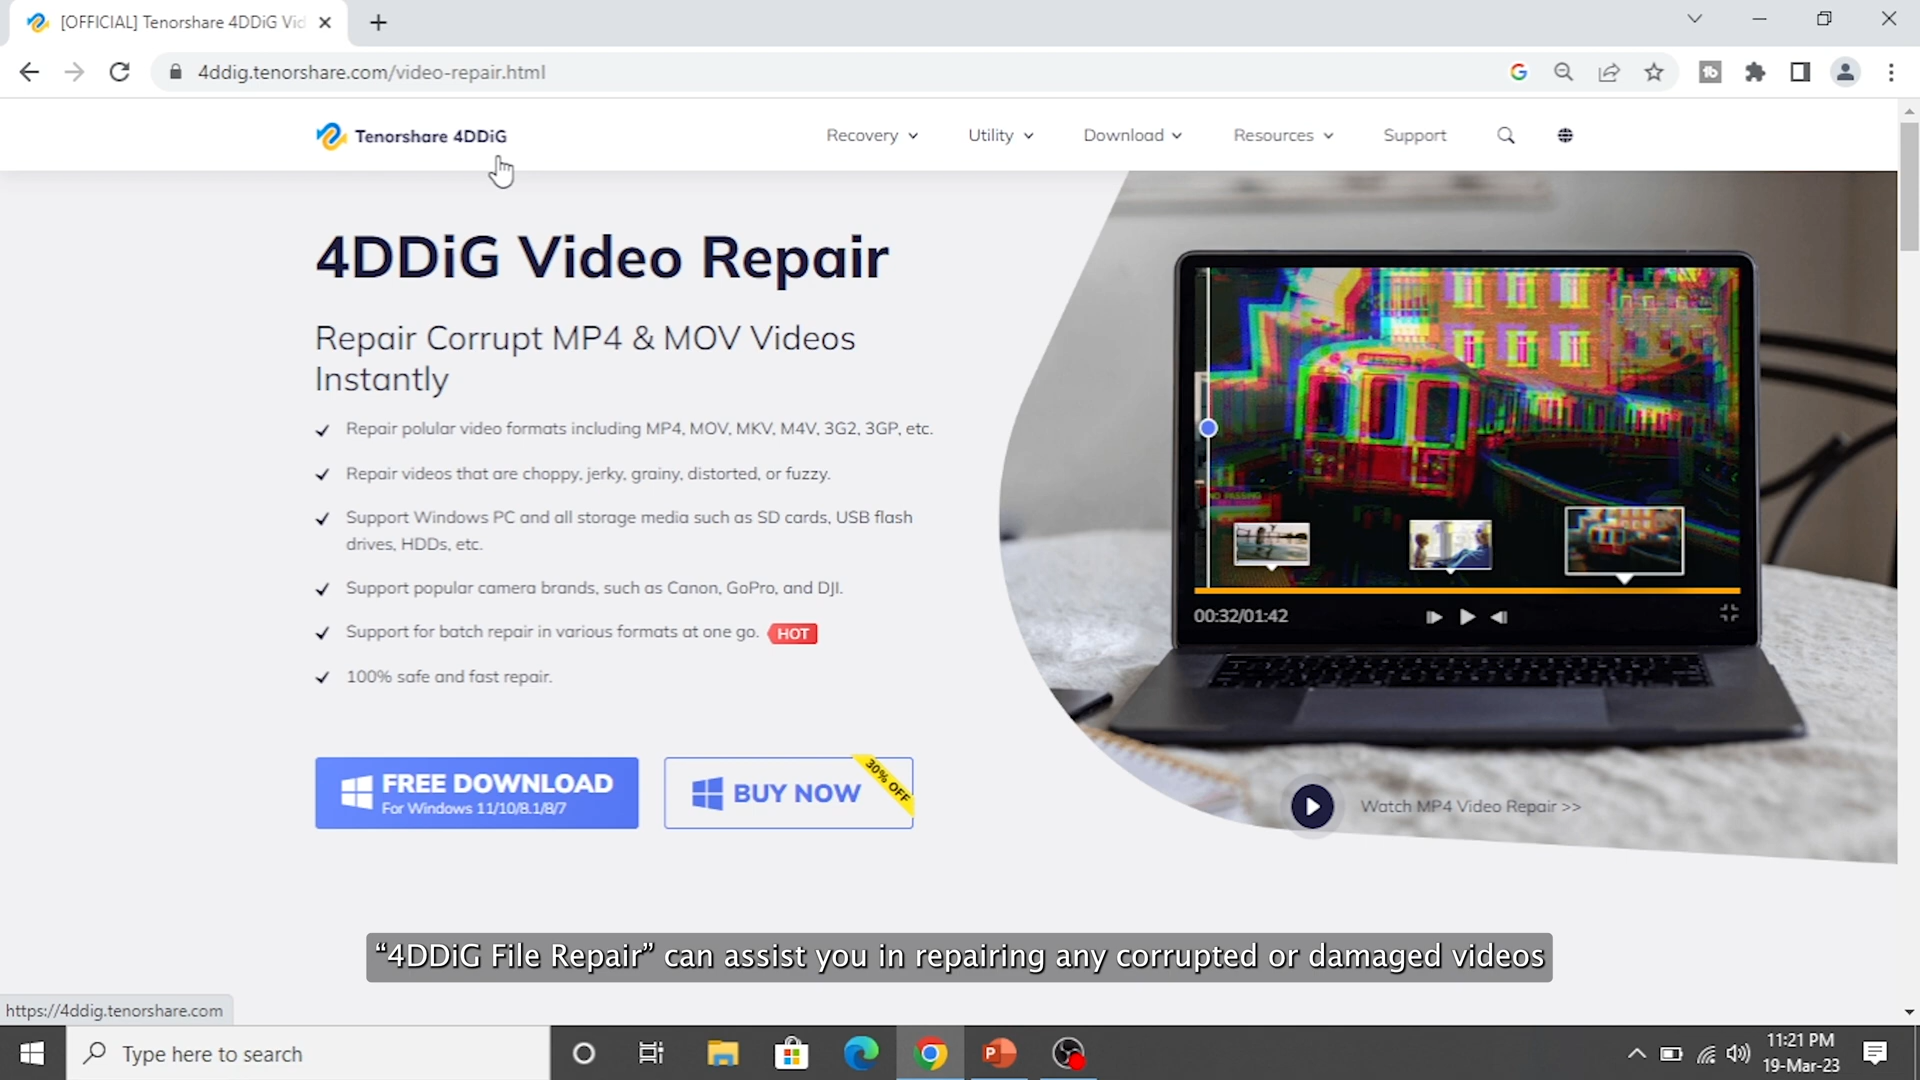 [OFFICIAL] Tenorshare 4DDiG Vid
4ddig.tenorshare.com/video-repair.html
Tenorshare 4DDiG
Recovery
Utility
Download
Resources
Support
4DDiG Video Repair
Repair Corrupt MP4 & MOV Videos
Instantly
Repair polular video formats including MP4, MOV, MKV, M4V, 3G2, 3GP, etc.
Repair videos that are choppy, jerky, grainy, distorted, or fuzzy.
Support Windows PC and all storage media such as SD cards, USB flash
drives, HDDs, etc.
Support popular camera brands, such as Canon, GoPro, and DJI.
Support for batch repair in various formats at one go. HOT
100% safe and fast repair.
FREE DOWNLOAD
For Windows 11/10/8.1/8/7
BUY NOW
30% OFF
NO PASSING
00:32/01:42
Watch MP4 Video Repair >>
“4DDiG File Repair” can assist you in repairing any corrupted or damaged videos
https://4ddig.tenorshare.com
Type here to search
11:21 PM
19-Mar-23